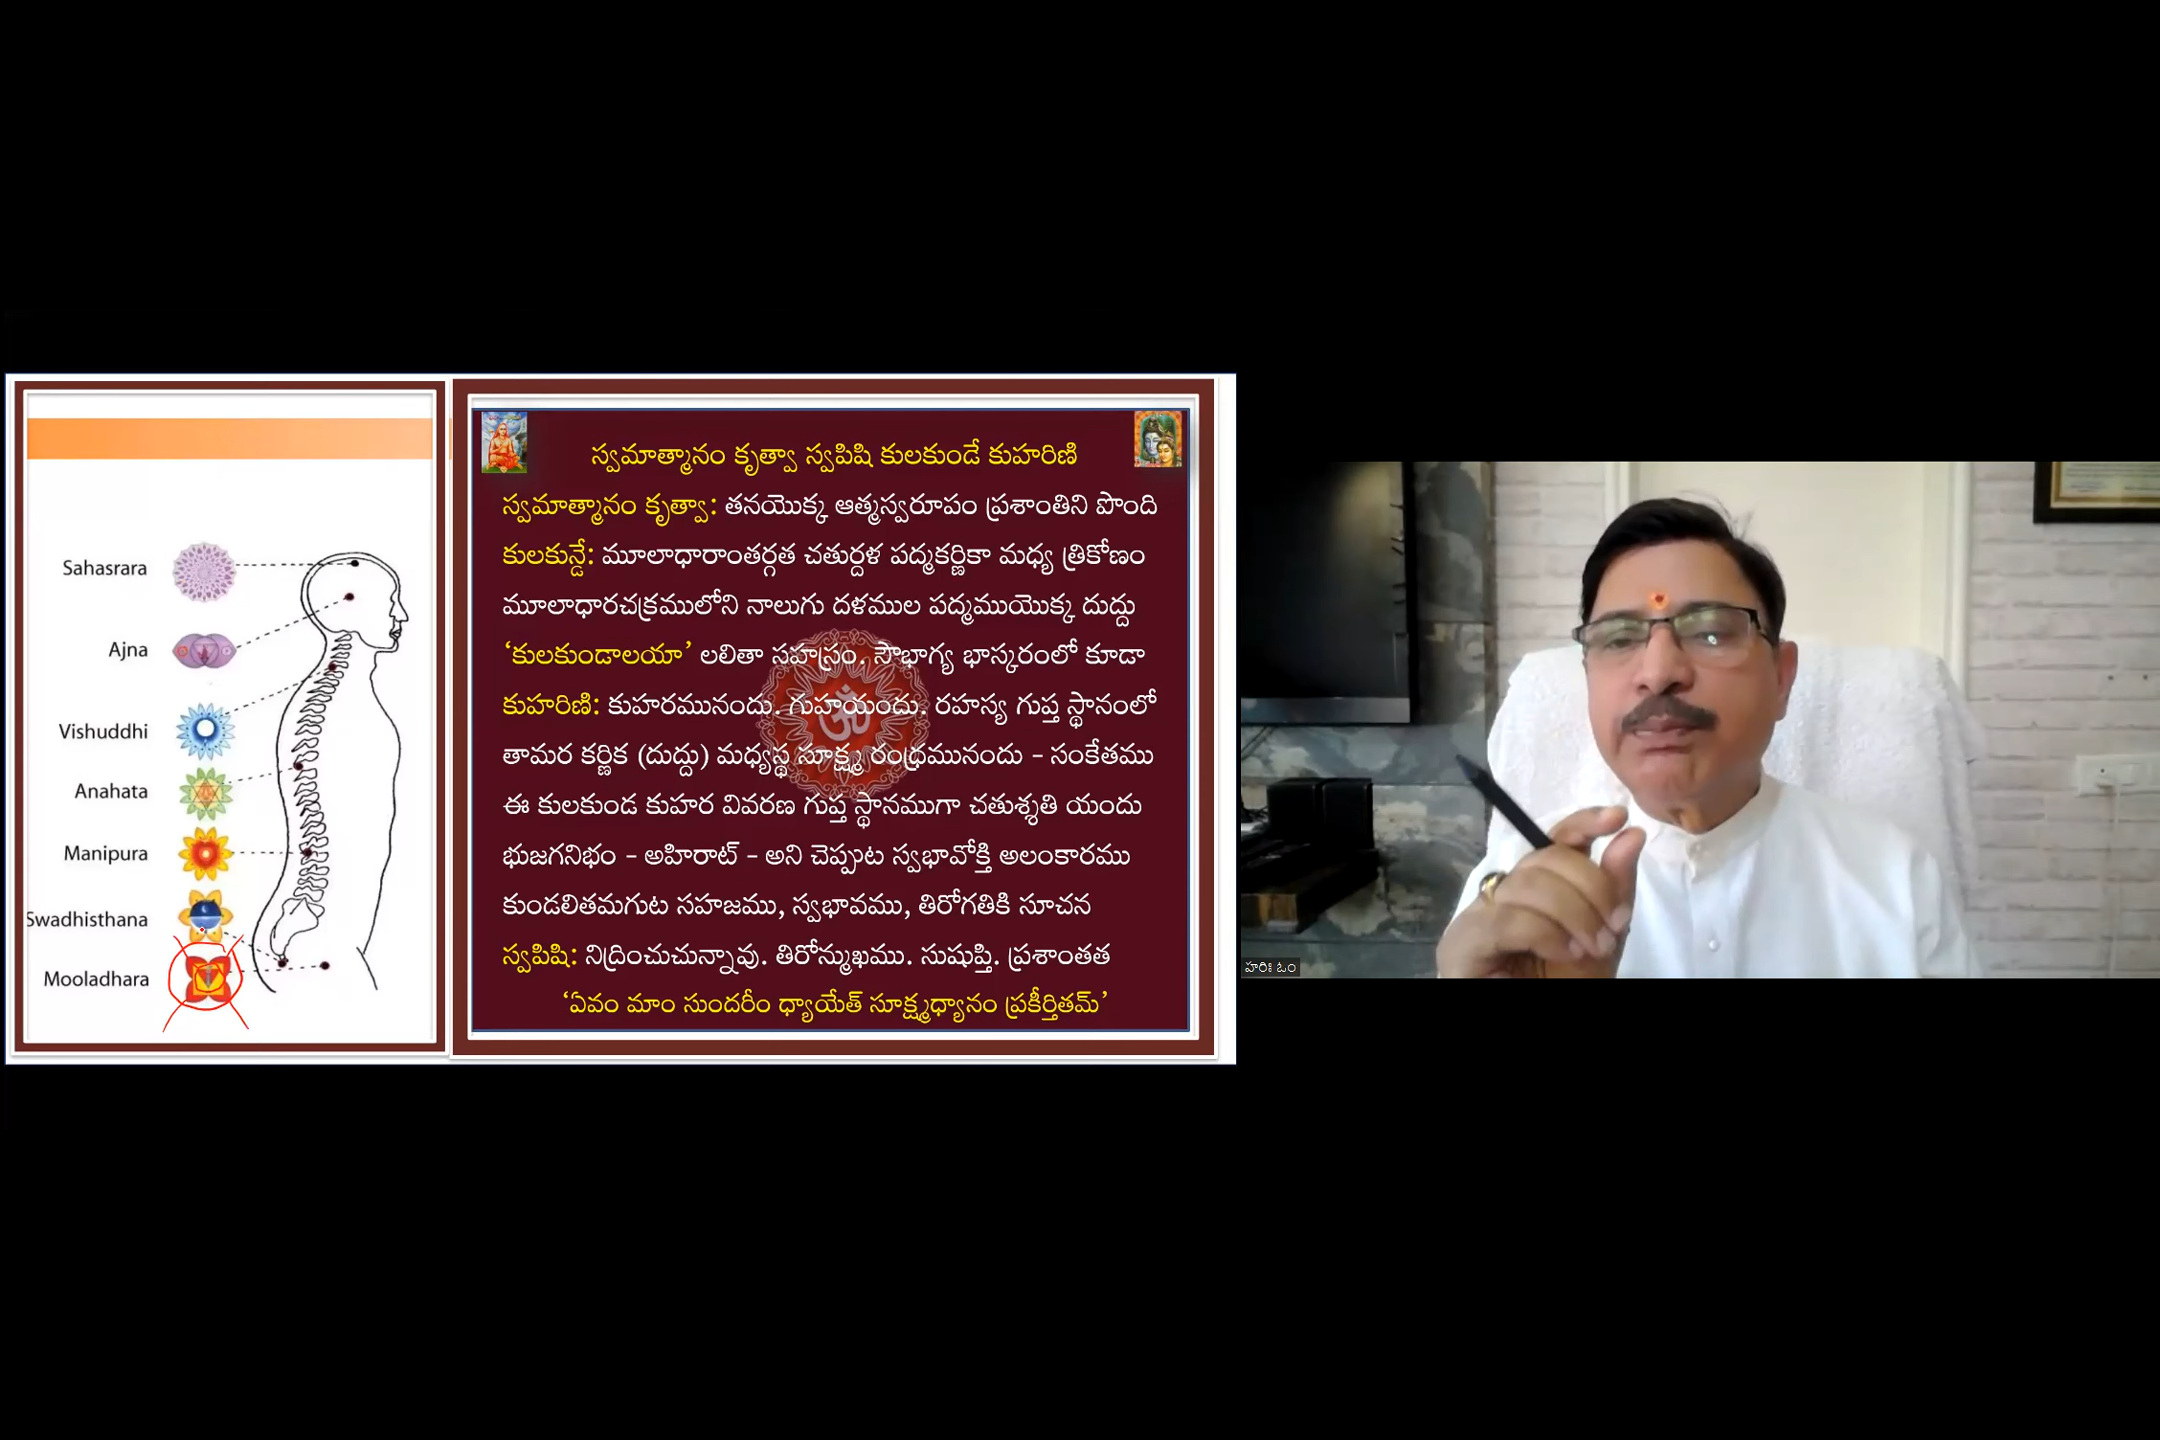 Sahasrara
Ajna
Vishuddhi
Anahata
Manipura
Swadhisthana
Mooladhara
స్వమాత్మానం కృత్వా స్వపిషి కులకుండే కుహరిణి
స్వమాత్మానం కృత్వా: తనయొక్క ఆత్మస్వరూపం ప్రశాంతిని పొంది
కులకున్డే: మూలాధారాంతర్గత చతుర్దళ పద్మకర్ణికా మధ్య త్రికోణం
మూలాధారచక్రములోని నాలుగు దళముల పద్మముయొక్క దుద్దు
‘కులకుండాలయా’ లలితా సహస్రం. సౌభాగ్య భాస్కరంలో కూడా
కుహరిణి: కుహరమునందు. గుహయందు. రహస్య గుప్త స్థానంలో
తామర కర్ణిక (దుద్దు) మధ్యస్థ సూక్ష్మ రంధ్రమునందు - సంకేతము
ఈ కులకుండ కుహర వివరణ గుప్త స్థానముగా చతుశ్శతి యందు
భుజగనిభం - అహిరాట్ - అని చెప్పుట స్వభావోక్తి అలంకారము
కుండలితమగుట సహజము, స్వభావము, తిరోగతికి సూచన
స్వపిషి: నిద్రించుచున్నావు. తిరోన్ముఖము. సుషుప్తి. ప్రశాంతత
‘ఏవం మాం సుందరీం ధ్యాయేత్ సూక్ష్మధ్యానం ప్రకీర్తితమ్’
ॐ
హరిః ఓం